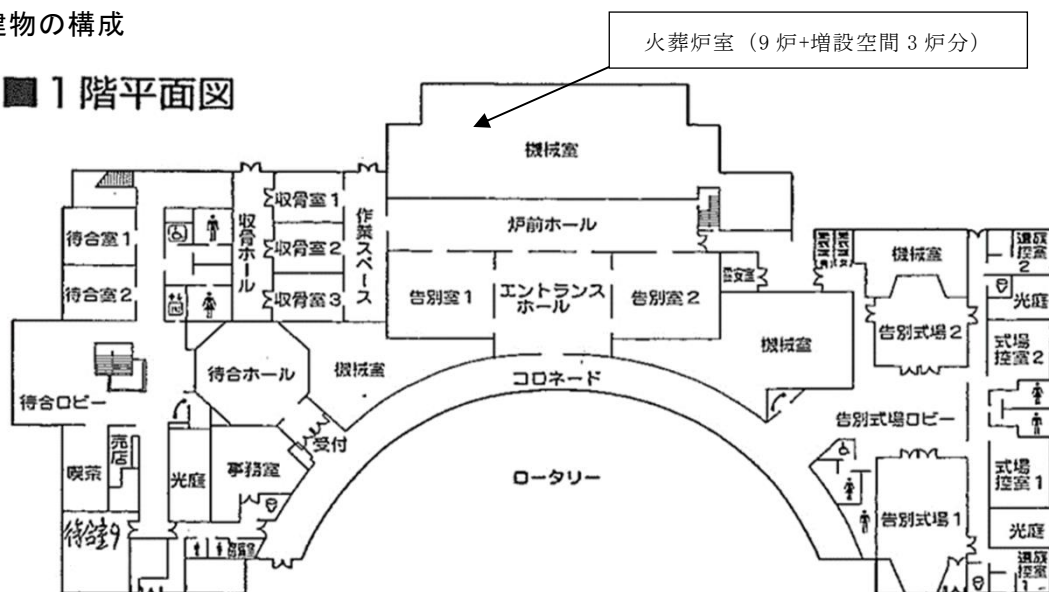 建物の構成
火葬炉室（9 炉+増設空間 3 炉分）
■1階平面図
機械室
待合室1
待合室2
収骨ホール
収骨室1
収骨室2
収骨室3
作業スペース
炉前ホール
告別室1
エントランスホール
告別室2
霊安室
機械室
遺族控室2
光庭
告別式場2
式場控室2
待合ロビー
待合ホール
機械室
コロネード
機械室
告別式場ロビー
喫茶
売店
光庭
事務室
受付
ロータリー
式場控室1
告別式場1
光庭
待合室9
遺族控室1